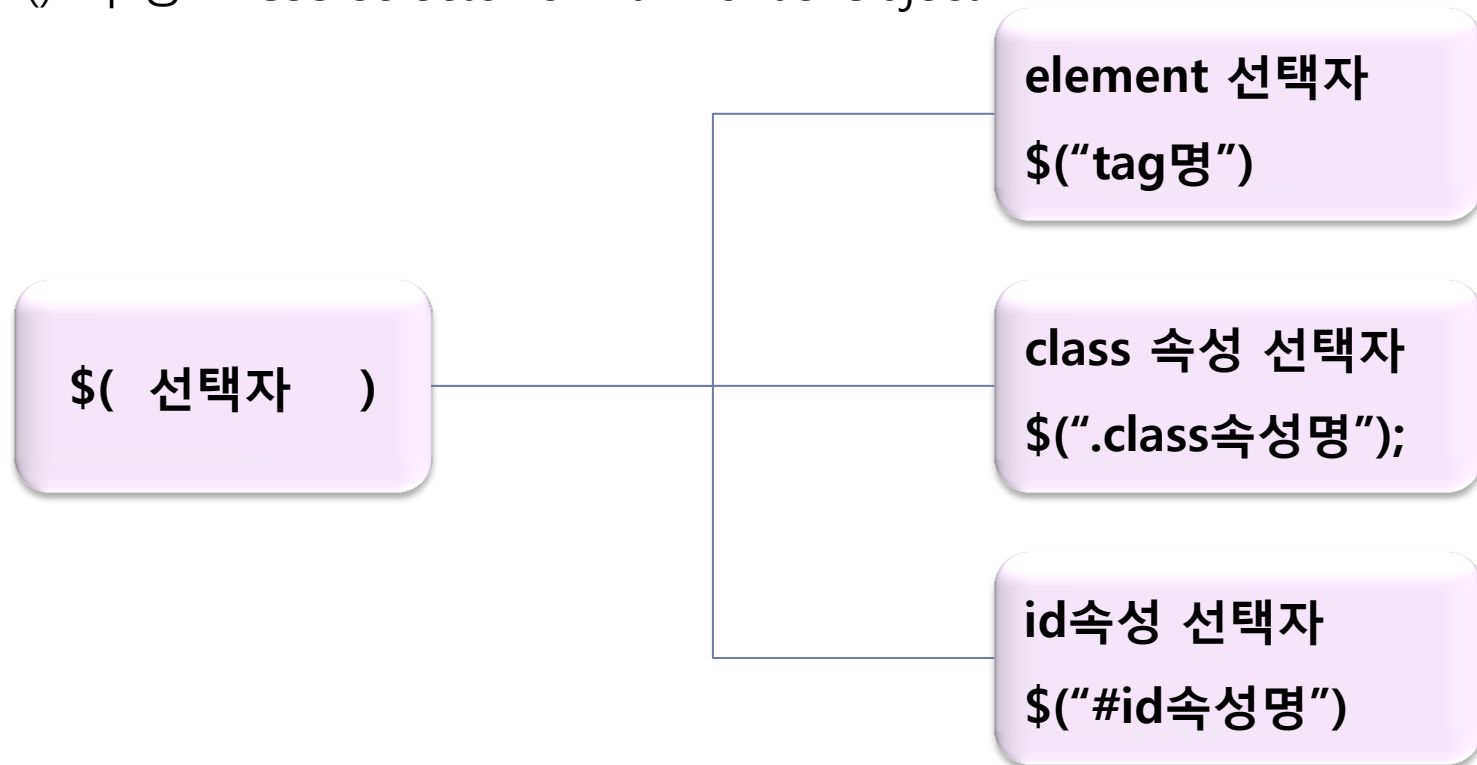 $( 선택자 )
element 선택자
$(“tag명”)
class 속성 선택자
$(“.class속성명”);
id속성 선택자
$(“#id속성명”)